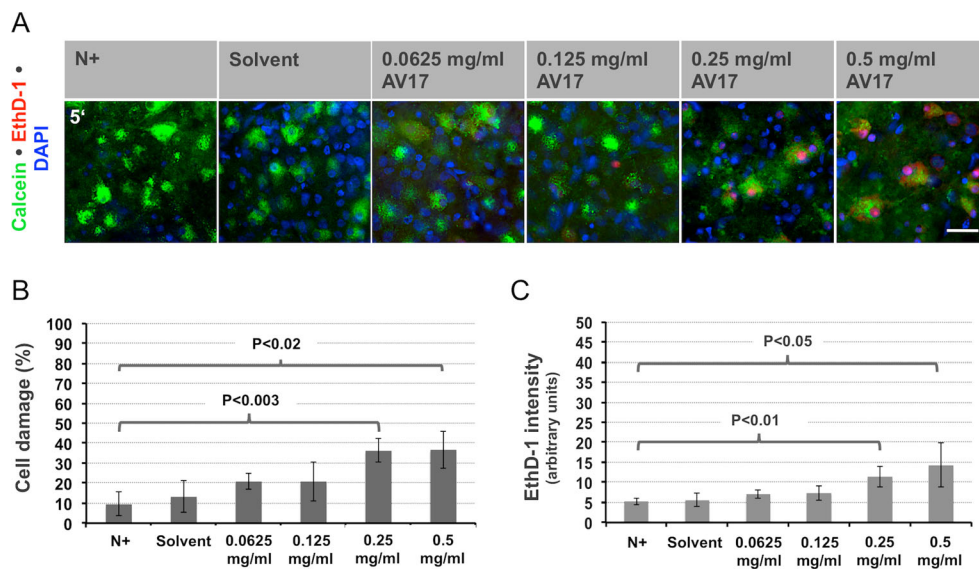 A
Calcein • EthD-1 •
DAPI
N+
Solvent
0.0625 mg/ml
AV17
0.125 mg/ml
AV17
0.25 mg/ml
AV17
0.5 mg/ml
AV17
5‘
B
Cell damage (%)
100
90
80
70
60
50
40
30
20
10
0
P<0.02
P<0.003
N+
Solvent
0.0625
mg/ml
0.125
mg/ml
0.25
mg/ml
0.5
mg/ml
C
EthD-1 intensity
(arbitrary units)
50
45
40
35
30
25
20
15
10
5
0
P<0.05
P<0.01
N+
Solvent
0.0625
mg/ml
0.125
mg/ml
0.25
mg/ml
0.5
mg/ml